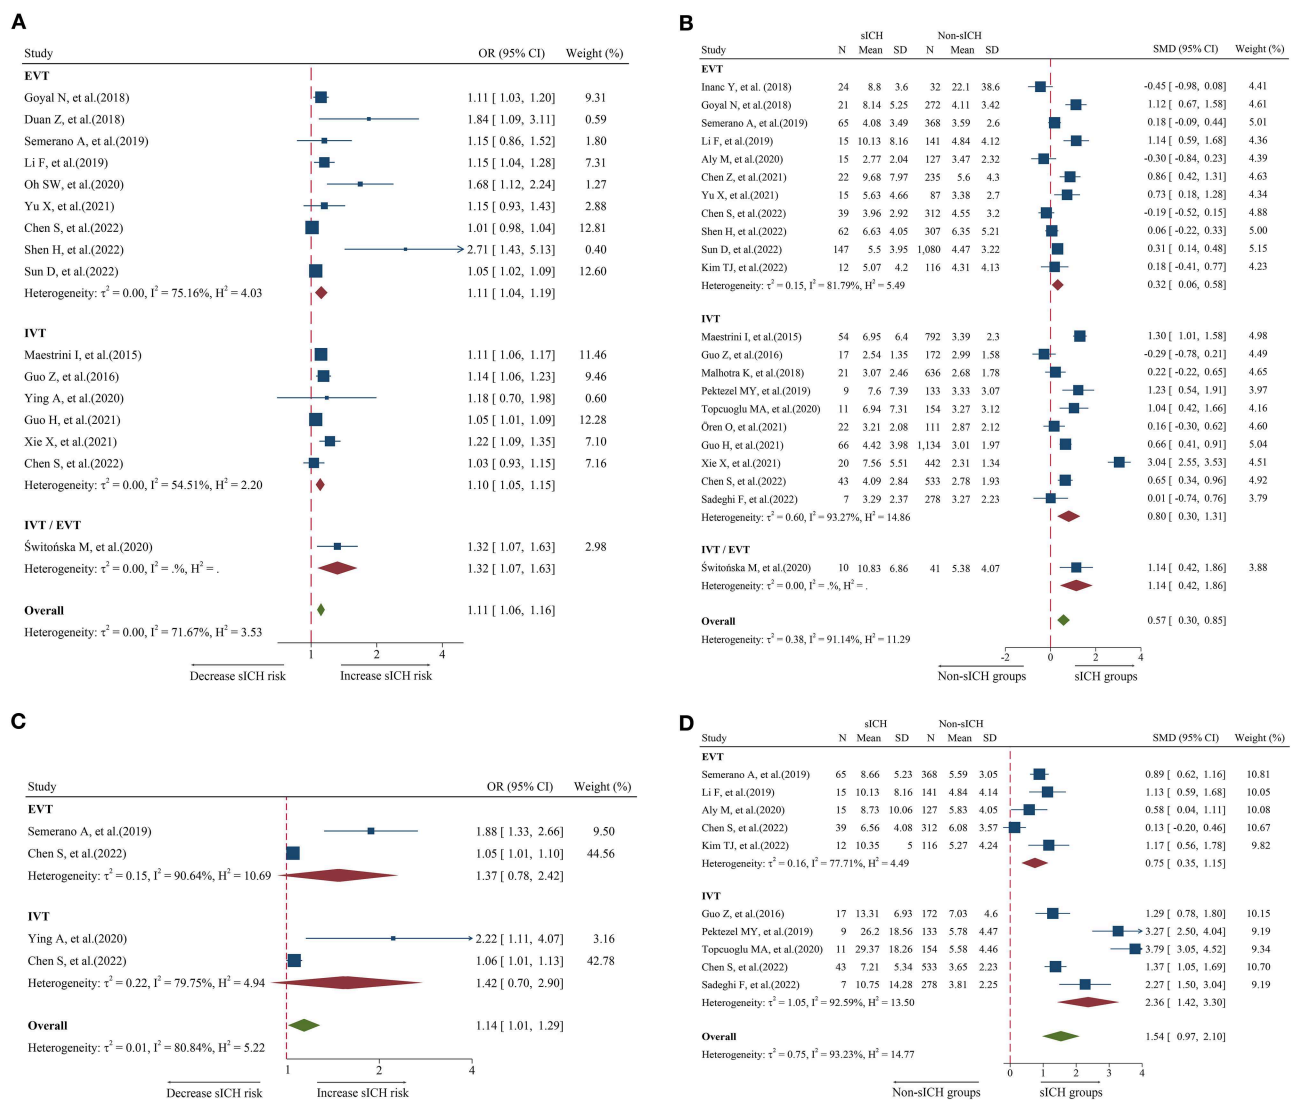 A
Study OR (95% CI) Weight (%)
EVT
Goyal N, et al.(2018) 1.11 [ 1.03, 1.20] 9.31
Duan Z, et al.(2018) 1.84 [ 1.09, 3.11] 0.59
Semerano A, et al.(2019) 1.15 [ 0.86, 1.52] 1.80
Li F, et al.(2019) 1.15 [ 1.04, 1.28] 7.31
Oh SW, et al.(2020) 1.68 [ 1.12, 2.24] 1.27
Yu X, et al.(2021) 1.15 [ 0.93, 1.43] 2.88
Chen S, et al.(2022) 1.01 [ 0.98, 1.04] 12.81
Shen H, et al.(2022) 2.71 [ 1.43, 5.13] 0.40
Sun D, et al.(2022) 1.05 [ 1.02, 1.09] 12.60
Heterogeneity: τ² = 0.00, I² = 75.16%, H² = 4.03 1.11 [ 1.04, 1.19]
IVT
Maestrini I, et al.(2015) 1.11 [ 1.06, 1.17] 11.46
Guo Z, et al.(2016) 1.14 [ 1.06, 1.23] 9.46
Ying A, et al.(2020) 1.18 [ 0.70, 1.98] 0.60
Guo H, et al.(2021) 1.05 [ 1.01, 1.09] 12.28
Xie X, et al.(2021) 1.22 [ 1.09, 1.35] 7.10
Chen S, et al.(2022) 1.03 [ 0.93, 1.15] 7.16
Heterogeneity: τ² = 0.00, I² = 54.51%, H² = 2.20 1.10 [ 1.05, 1.15]
IVT / EVT
Świtońska M, et al.(2020) 1.32 [ 1.07, 1.63] 2.98
Heterogeneity: τ² = 0.00, I² = .%, H² = . 1.32 [ 1.07, 1.63]
Overall 1.11 [ 1.06, 1.16]
Heterogeneity: τ² = 0.00, I² = 71.67%, H² = 3.53
1 2 4
Decrease sICH risk Increase sICH risk
B
sICH Non-sICH
Study N Mean SD N Mean SD SMD (95% CI) Weight (%)
EVT
Inanc Y, et al. (2018) 24 8.8 3.6 32 22.1 38.6 -0.45 [ -0.98, 0.08] 4.41
Goyal N, et al.(2018) 21 8.14 5.25 272 4.11 3.42 1.12 [ 0.67, 1.58] 4.61
Semerano A, et al.(2019) 65 4.08 3.49 368 3.59 2.6 0.18 [ -0.09, 0.44] 5.01
Li F, et al.(2019) 15 10.13 8.16 141 4.84 4.12 1.14 [ 0.59, 1.68] 4.36
Aly M, et al.(2020) 15 2.77 2.04 127 3.47 2.32 -0.30 [ -0.84, 0.23] 4.39
Chen Z, et al.(2021) 22 9.68 7.97 235 5.6 4.3 0.86 [ 0.42, 1.31] 4.63
Yu X, et al.(2021) 15 5.63 4.66 87 3.38 2.7 0.73 [ 0.18, 1.28] 4.34
Chen S, et al.(2022) 39 3.96 2.92 312 4.55 3.2 -0.19 [ -0.52, 0.15] 4.88
Shen H, et al.(2022) 62 6.63 4.05 307 6.35 5.21 0.06 [ -0.22, 0.33] 5.00
Sun D, et al.(2022) 147 5.5 3.95 1,080 4.47 3.22 0.31 [ 0.14, 0.48] 5.15
Kim TJ, et al.(2022) 12 5.07 4.2 116 4.31 4.13 0.18 [ -0.41, 0.77] 4.23
Heterogeneity: τ² = 0.15, I² = 81.79%, H² = 5.49 0.32 [ 0.06, 0.58]
IVT
Maestrini I, et al.(2015) 54 6.95 6.4 792 3.39 2.3 1.30 [ 1.01, 1.58] 4.98
Guo Z, et al.(2016) 17 2.54 1.35 172 2.99 1.58 -0.29 [ -0.78, 0.21] 4.49
Malhotra K, et al.(2018) 21 3.07 2.46 636 2.68 1.78 0.22 [ -0.22, 0.65] 4.65
Pektezel MY, et al.(2019) 9 7.6 7.39 133 3.33 3.07 1.23 [ 0.54, 1.91] 3.97
Topcuoglu MA, et al.(2020) 11 6.94 7.31 154 3.27 3.12 1.04 [ 0.42, 1.66] 4.16
Ören O, et al.(2021) 22 3.21 2.08 111 2.87 2.12 0.16 [ -0.30, 0.62] 4.60
Guo H, et al.(2021) 66 4.42 3.98 1,134 3.01 1.97 0.66 [ 0.41, 0.91] 5.04
Xie X, et al.(2021) 20 7.56 5.51 442 2.31 1.34 3.04 [ 2.55, 3.53] 4.51
Chen S, et al.(2022) 43 4.09 2.84 533 2.78 1.93 0.65 [ 0.34, 0.96] 4.92
Sadeghi F, et al.(2022) 7 3.29 2.37 278 3.27 2.23 0.01 [ -0.74, 0.76] 3.79
Heterogeneity: τ² = 0.60, I² = 93.27%, H² = 14.86 0.80 [ 0.30, 1.31]
IVT / EVT
Świtońska M, et al.(2020) 10 10.83 6.86 41 5.38 4.07 1.14 [ 0.42, 1.86] 3.88
Heterogeneity: τ² = 0.00, I² = .%, H² = . 1.14 [ 0.42, 1.86]
Overall 0.57 [ 0.30, 0.85]
Heterogeneity: τ² = 0.38, I² = 91.14%, H² = 11.29
-2 0 2 4
Non-sICH groups sICH groups
C
Study OR (95% CI) Weight (%)
EVT
Semerano A, et al.(2019) 1.88 [ 1.33, 2.66] 9.50
Chen S, et al.(2022) 1.05 [ 1.01, 1.10] 44.56
Heterogeneity: τ² = 0.15, I² = 90.64%, H² = 10.69 1.37 [ 0.78, 2.42]
IVT
Ying A, et al.(2020) 2.22 [ 1.11, 4.07] 3.16
Chen S, et al.(2022) 1.06 [ 1.01, 1.13] 42.78
Heterogeneity: τ² = 0.22, I² = 79.75%, H² = 4.94 1.42 [ 0.70, 2.90]
Overall 1.14 [ 1.01, 1.29]
Heterogeneity: τ² = 0.01, I² = 80.84%, H² = 5.22
1 2 4
Decrease sICH risk Increase sICH risk
D
sICH Non-sICH
Study N Mean SD N Mean SD SMD (95% CI) Weight (%)
EVT
Semerano A, et al.(2019) 65 8.66 5.23 368 5.59 3.05 0.89 [ 0.62, 1.16] 10.81
Li F, et al.(2019) 15 10.13 8.16 141 4.84 4.14 1.13 [ 0.59, 1.68] 10.05
Aly M, et al.(2020) 15 8.73 10.06 127 5.83 4.05 0.58 [ 0.04, 1.11] 10.08
Chen S, et al.(2022) 39 6.56 4.08 312 6.08 3.57 0.13 [ -0.20, 0.46] 10.67
Kim TJ, et al.(2022) 12 10.35 5 116 5.27 4.24 1.17 [ 0.56, 1.78] 9.82
Heterogeneity: τ² = 0.16, I² = 77.71%, H² = 4.49 0.75 [ 0.35, 1.15]
IVT
Guo Z, et al.(2016) 17 13.31 6.93 172 7.03 4.6 1.29 [ 0.78, 1.80] 10.15
Pektezel MY, et al.(2019) 9 26.2 18.56 133 5.78 4.47 3.27 [ 2.50, 4.04] 9.19
Topcuoglu MA, et al.(2020) 11 29.37 18.26 154 5.58 4.46 3.79 [ 3.05, 4.52] 9.34
Chen S, et al.(2022) 43 7.21 5.34 533 3.65 2.23 1.37 [ 1.05, 1.69] 10.70
Sadeghi F, et al.(2022) 7 10.75 14.28 278 3.81 2.25 2.27 [ 1.50, 3.04] 9.19
Heterogeneity: τ² = 1.05, I² = 92.59%, H² = 13.50 2.36 [ 1.42, 3.30]
Overall 1.54 [ 0.97, 2.10]
Heterogeneity: τ² = 0.75, I² = 93.23%, H² = 14.77
0 1 2 3 4
Non-sICH groups sICH groups